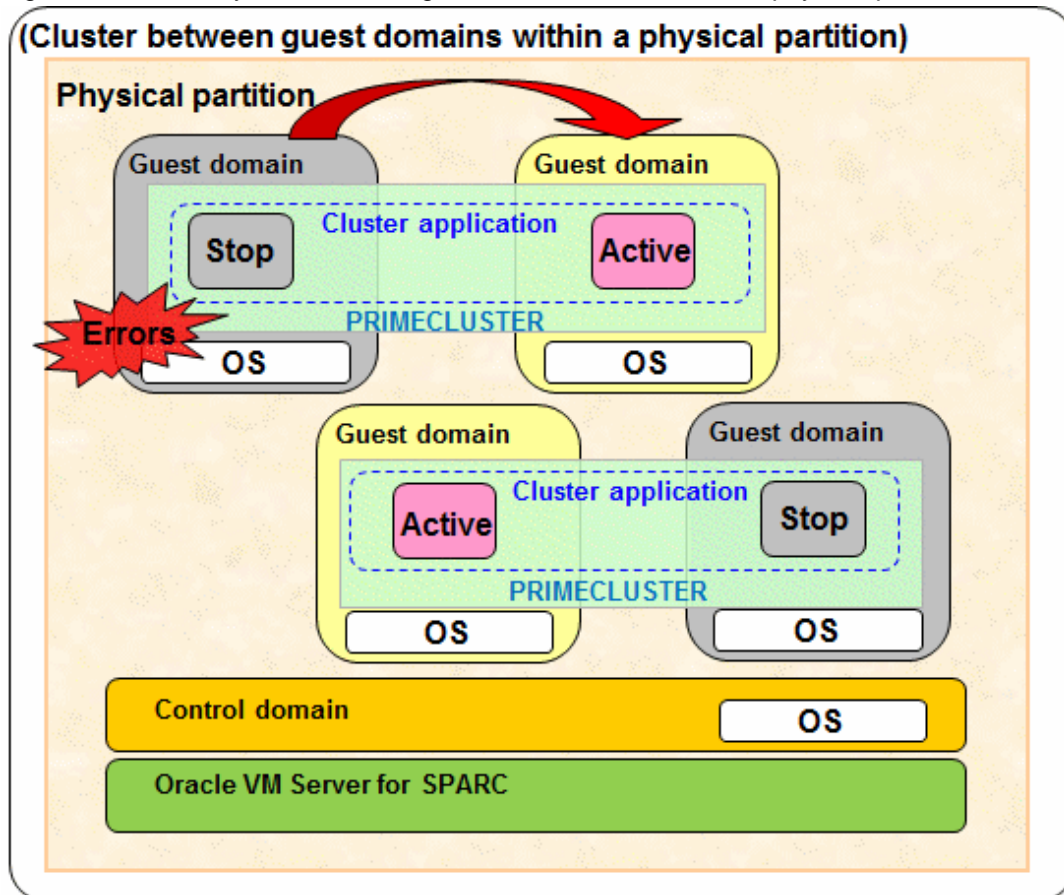 (Cluster between guest domains within a physical partition)
Physical partition
Guest domain
Guest domain
Cluster application
Stop
Active
Errors
PRIMECLUSTER
OS
OS
Guest domain
Guest domain
Cluster application
Active
Stop
PRIMECLUSTER
OS
OS
Control domain
OS
Oracle VM Server for SPARC